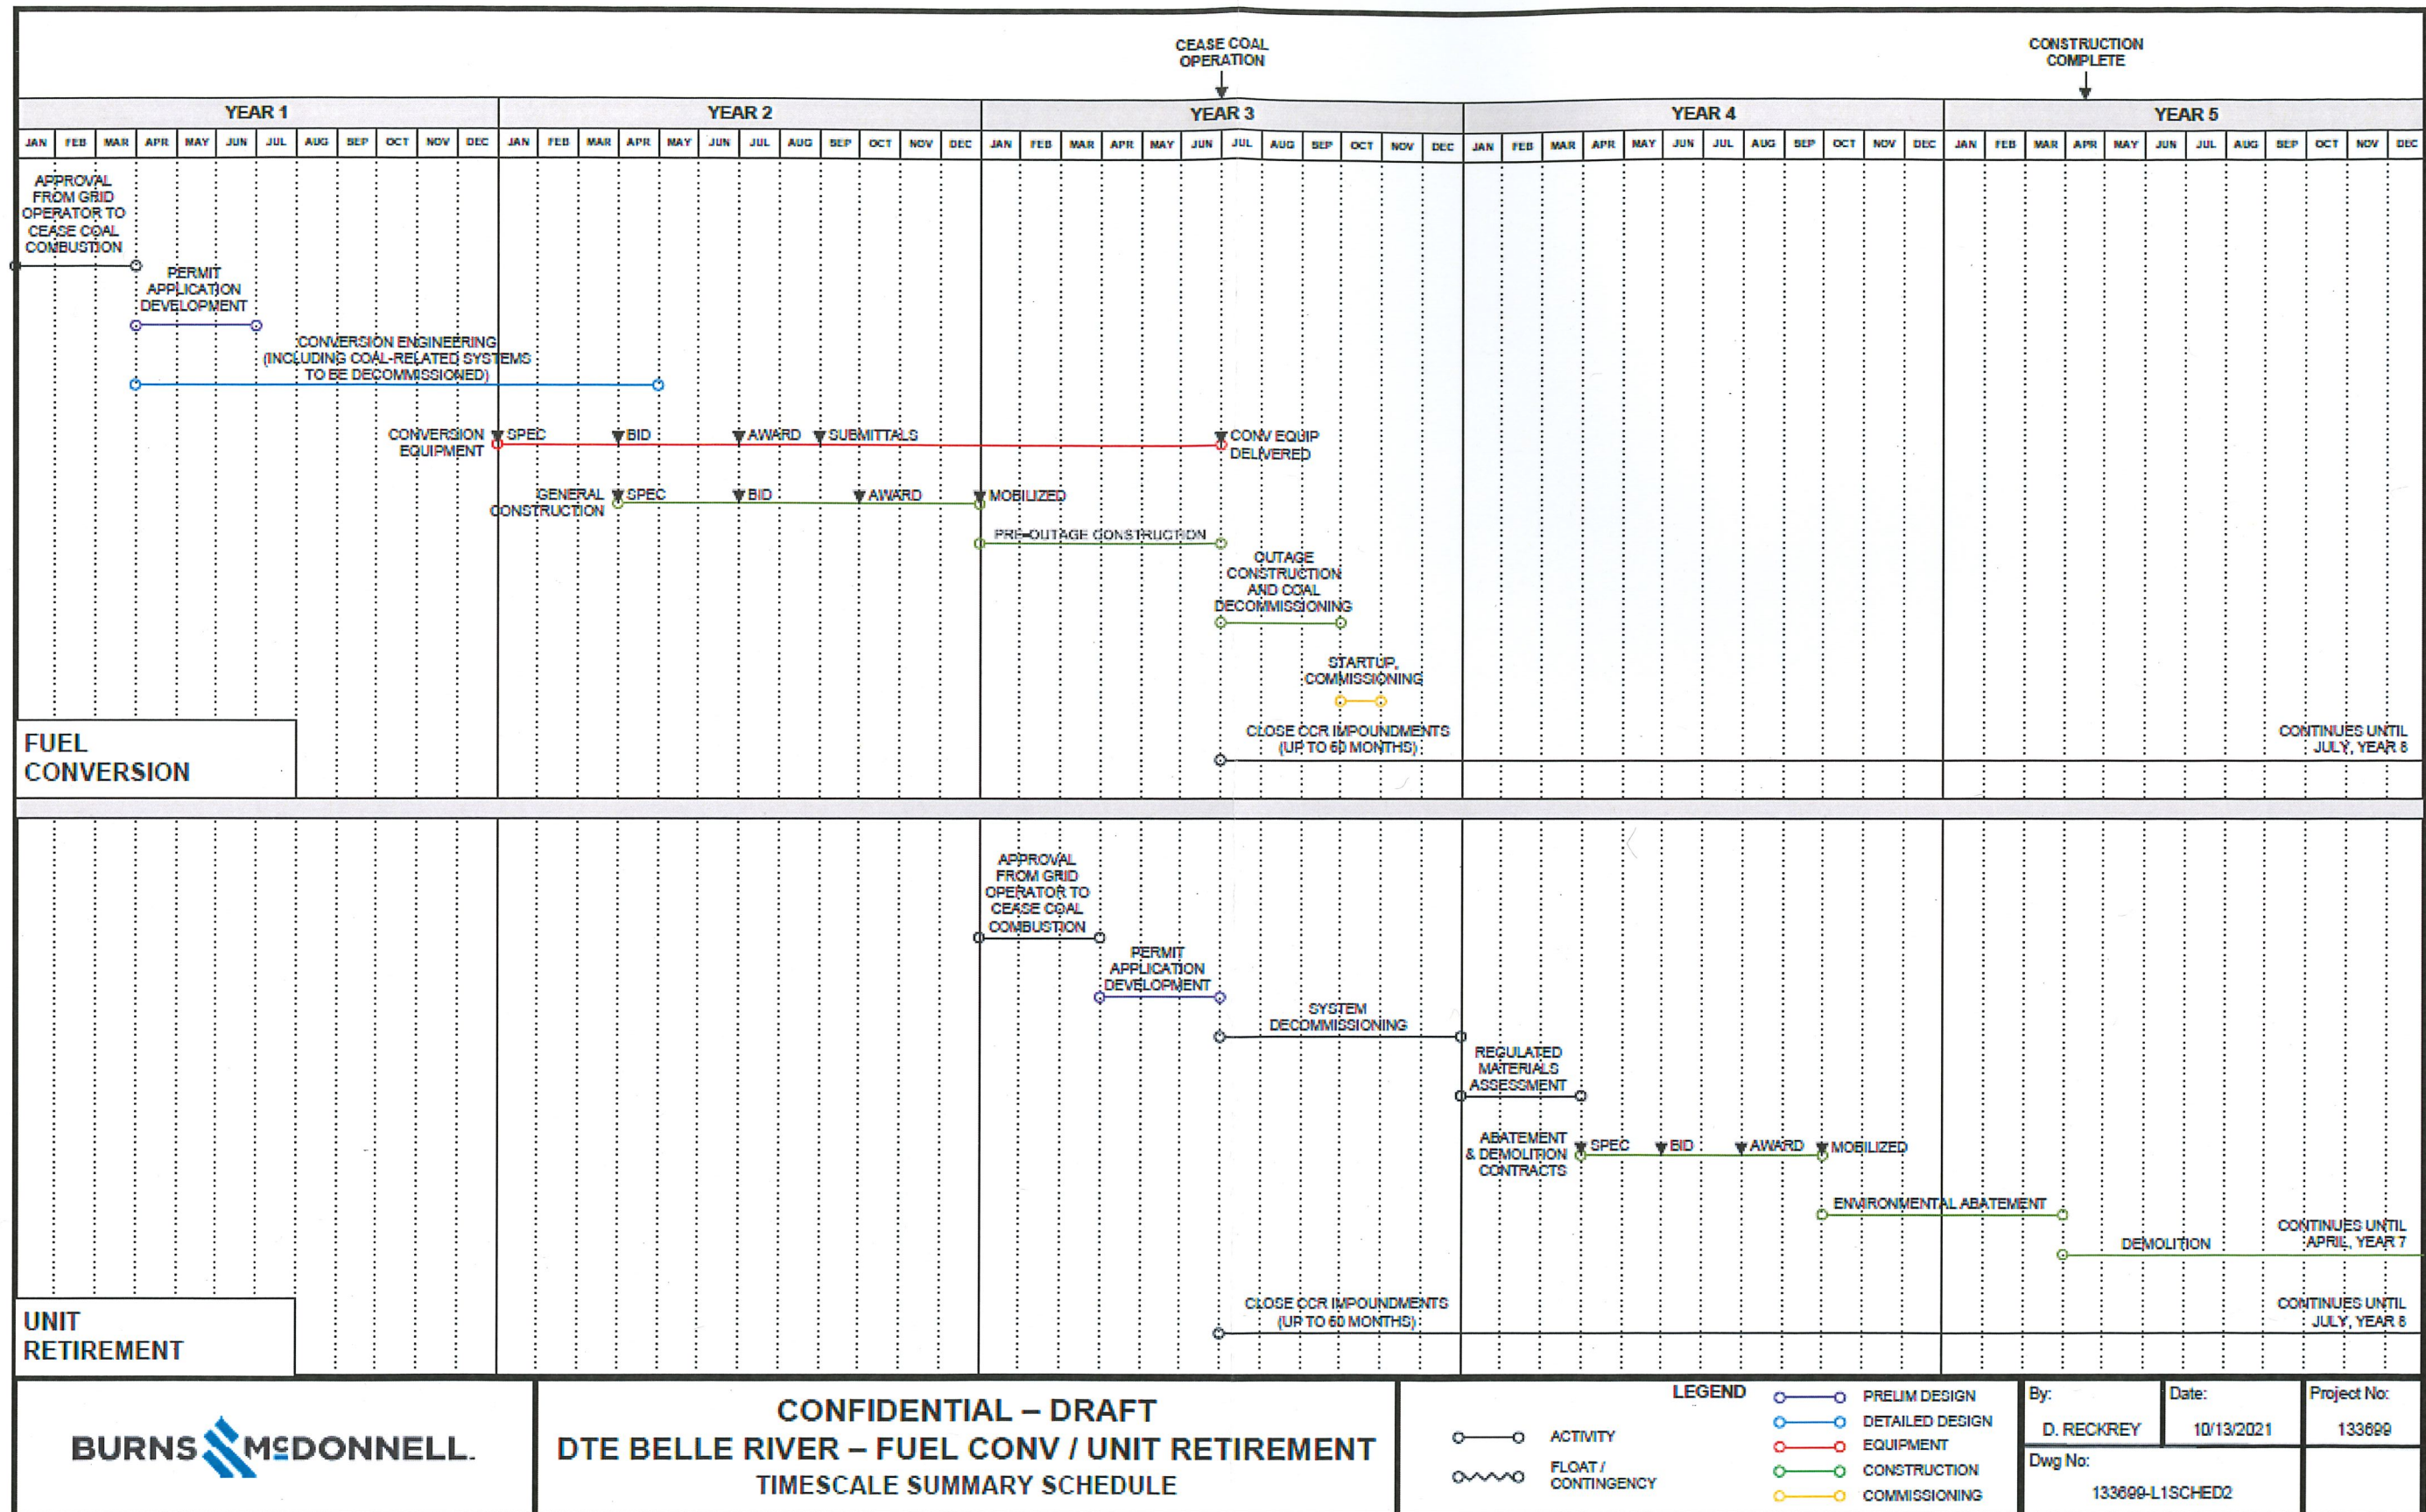 CEASE COAL
OPERATION
CONSTRUCTION
COMPLETE
YEAR 1 YEAR 2 YEAR 3 YEAR 4 YEAR 5
JAN FEB MAR APR MAY JUN JUL AUG SEP OCT NOV DEC JAN FEB MAR APR MAY JUN JUL AUG SEP OCT NOV DEC JAN FEB MAR APR MAY JUN JUL AUG SEP OCT NOV DEC JAN FEB MAR APR MAY JUN JUL AUG SEP OCT NOV DEC JAN FEB MAR APR MAY JUN JUL AUG SEP OCT NOV DEC
APPROVAL
FROM GRID
OPERATOR TO
CEASE COAL
COMBUSTION
PERMIT
APPLICATION
DEVELOPMENT
CONVERSION ENGINEERING
(INCLUDING COAL-RELATED SYSTEMS
TO BE DECOMMISSIONED)
CONVERSION
EQUIPMENT
SPEC
BID
AWARD
SUBMITTALS
CONV EQUIP
DELIVERED
GENERAL
CONSTRUCTION
SPEC
BID
AWARD
MOBILIZED
PRE-OUTAGE CONSTRUCTION
OUTAGE
CONSTRUCTION
AND COAL
DECOMMISSIONING
STARTUP,
COMMISSIONING
CLOSE CCR IMPOUNDMENTS
(UP TO 60 MONTHS)
CONTINUES UNTIL
JULY, YEAR 8
FUEL
CONVERSION
APPROVAL
FROM GRID
OPERATOR TO
CEASE COAL
COMBUSTION
PERMIT
APPLICATION
DEVELOPMENT
SYSTEM
DECOMMISSIONING
REGULATED
MATERIALS
ASSESSMENT
ABATEMENT
& DEMOLITION
CONTRACTS
SPEC
BID
AWARD
MOBILIZED
ENVIRONMENTAL ABATEMENT
DEMOLITION
CONTINUES UNTIL
APRIL, YEAR 7
CLOSE CCR IMPOUNDMENTS
(UP TO 60 MONTHS)
CONTINUES UNTIL
JULY, YEAR 8
UNIT
RETIREMENT
BURNS McDONNELL.
CONFIDENTIAL – DRAFT
DTE BELLE RIVER – FUEL CONV / UNIT RETIREMENT
TIMESCALE SUMMARY SCHEDULE
LEGEND
ACTIVITY
FLOAT /
CONTINGENCY
PRELIM DESIGN
DETAILED DESIGN
EQUIPMENT
CONSTRUCTION
COMMISSIONING
By:
D. RECKREY
Date:
10/13/2021
Project No:
133699
Dwg No:
133699-L1SCHED2